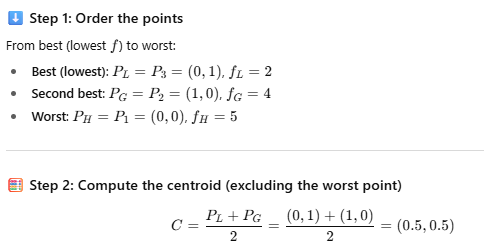 ⬇️ Step 1: Order the points
From best (lowest f) to worst:
• Best (lowest): P_L = P_3 = (0, 1), f_L = 2
• Second best: P_G = P_2 = (1, 0), f_G = 4
• Worst: P_H = P_1 = (0, 0), f_H = 5
🧮 Step 2: Compute the centroid (excluding the worst point)
C = \frac{P_L + P_G}{2} = \frac{(0, 1) + (1, 0)}{2} = (0.5, 0.5)